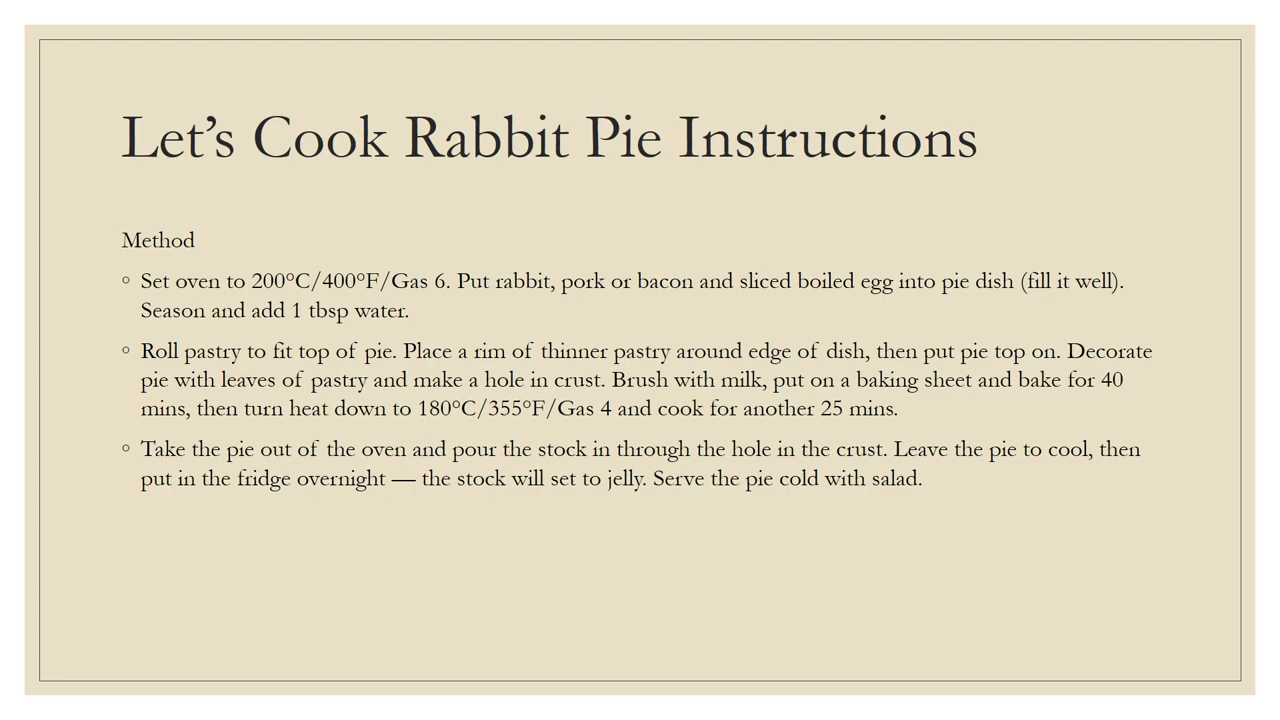 Let’s Cook Rabbit Pie Instructions
Method
◦ Set oven to 200°C/400°F/Gas 6. Put rabbit, pork or bacon and sliced boiled egg into pie dish (fill it well).
Season and add 1 tbsp water.
◦ Roll pastry to fit top of pie. Place a rim of thinner pastry around edge of dish, then put pie top on. Decorate
pie with leaves of pastry and make a hole in crust. Brush with milk, put on a baking sheet and bake for 40
mins, then turn heat down to 180°C/355°F/Gas 4 and cook for another 25 mins.
◦ Take the pie out of the oven and pour the stock in through the hole in the crust. Leave the pie to cool, then
put in the fridge overnight — the stock will set to jelly. Serve the pie cold with salad.